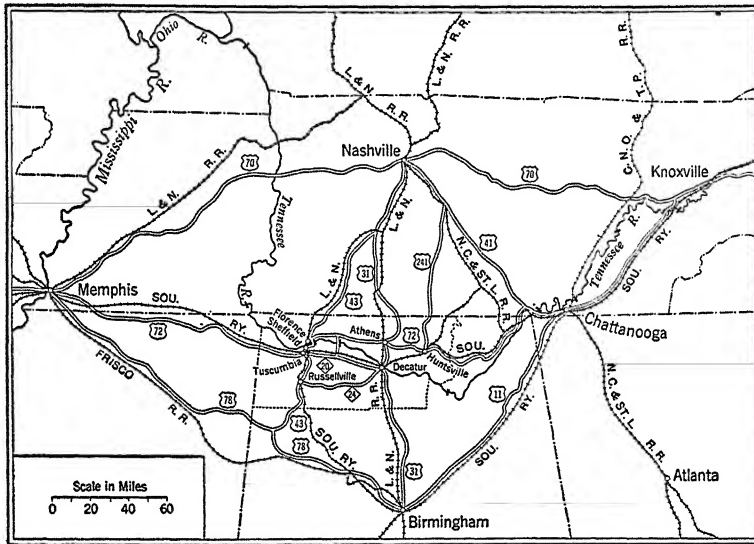 Ohio R.
Mississippi R.
L. & N. R. R.
L. & N. R. R.
L. & N. R. R.
C. N. O. & T. P. R. R.
70
Nashville
70
Knoxville
Tennessee R.
L. & N.
31
241
41
N. C. & ST. L. R. R.
Tennessee R.
SOU. RY.
L. & N.
43
Memphis
SOU. RY.
72
Florence
Sheffield
Athens
72
SOU.
Chattanooga
Tuscumbia
20
Decatur
Huntsville
Russellville
24
R. R.
11
FRISCO R. R.
78
43
78
SOU. RY.
L. & N.
31
SOU. RY.
N. C. & ST. L. R. R.
Atlanta
Birmingham
Scale in Miles
0 20 40 60